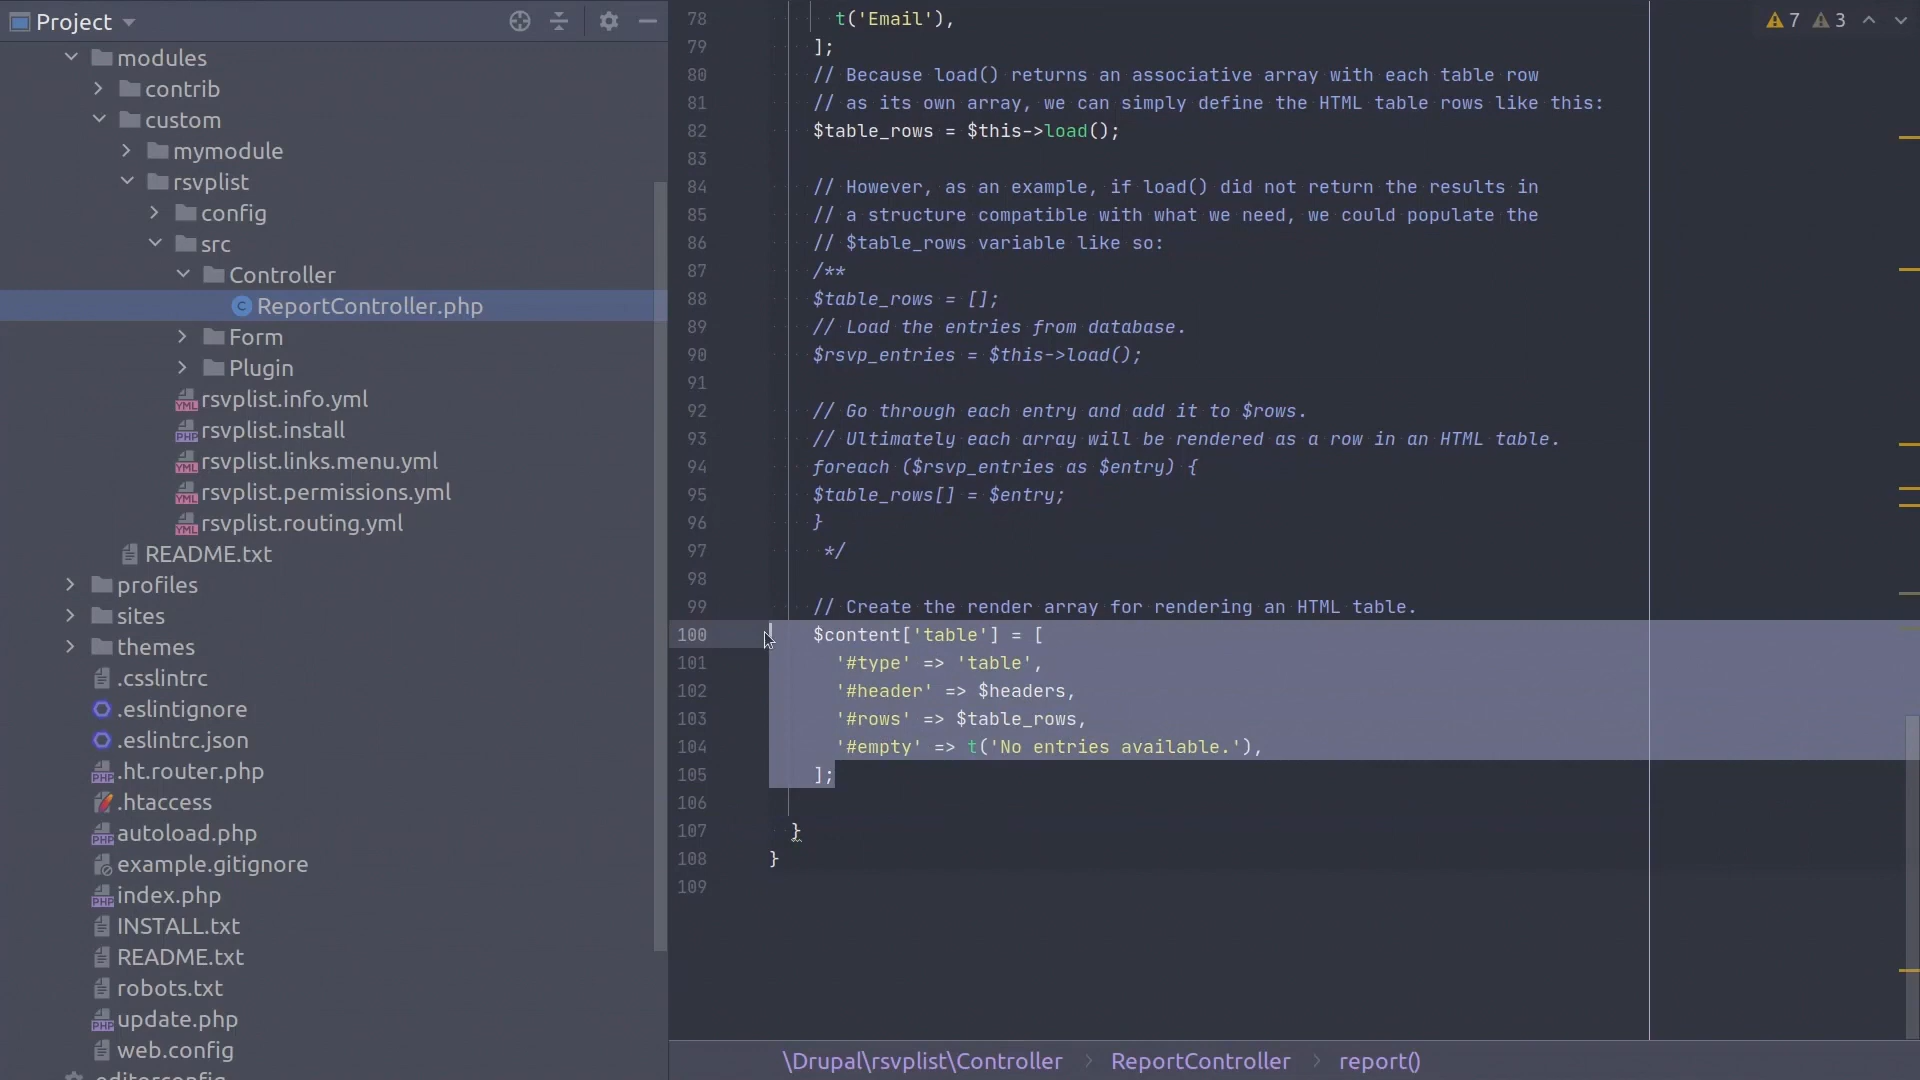 Project
modules
contrib
custom
mymodule
rsvplist
config
src
Controller
ReportController.php
Form
Plugin
rsvplist.info.yml
rsvplist.install
rsvplist.links.menu.yml
rsvplist.permissions.yml
rsvplist.routing.yml
README.txt
profiles
sites
themes
.csslintrc
.eslintignore
.eslintrc.json
.ht.router.php
.htaccess
autoload.php
example.gitignore
index.php
INSTALL.txt
README.txt
robots.txt
update.php
web.config
.editorconfig
7 3
78 t('Email'),
79 ];
80 // Because load() returns an associative array with each table row
81 // as its own array, we can simply define the HTML table rows like this:
82 $table_rows = $this->load();
83
84 // However, as an example, if load() did not return the results in
85 // a structure compatible with what we need, we could populate the
86 // $table_rows variable like so:
87 /**
88 $table_rows = [];
89 // Load the entries from database.
90 $rsvp_entries = $this->load();
91
92 // Go through each entry and add it to $rows.
93 // Ultimately each array will be rendered as a row in an HTML table.
94 foreach ($rsvp_entries as $entry) {
95 $table_rows[] = $entry;
96 }
97 */
98
99 // Create the render array for rendering an HTML table.
100 $content['table'] = [
101 '#type' => 'table',
102 '#header' => $headers,
103 '#rows' => $table_rows,
104 '#empty' => t('No entries available.'),
105 ];
106
107 }
108 }
109
\Drupal\rsvplist\Controller > ReportController > report()